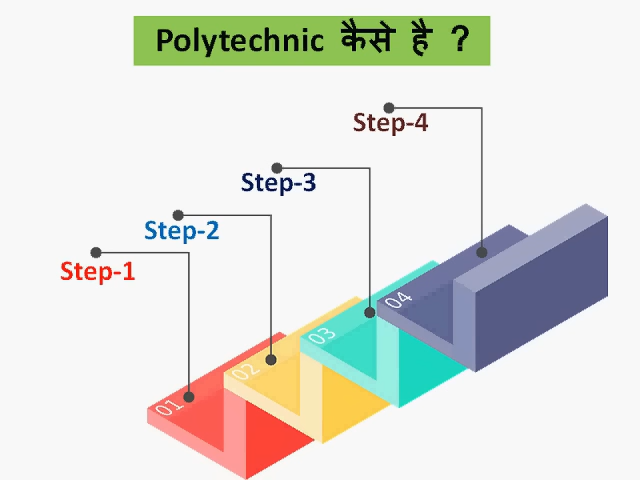 Polytechnic कैसे है ?
Step-4
Step-3
Step-2
Step-1
04
03
02
01